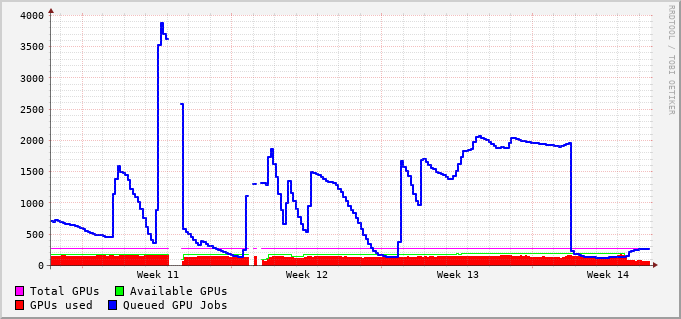 4000
3500
3000
2500
2000
1500
1000
500
0
Week 11 Week 12 Week 13 Week 14
Total GPUs Available GPUs
GPUs used Queued GPU Jobs
RRDTOOL / TOBI OETIKER